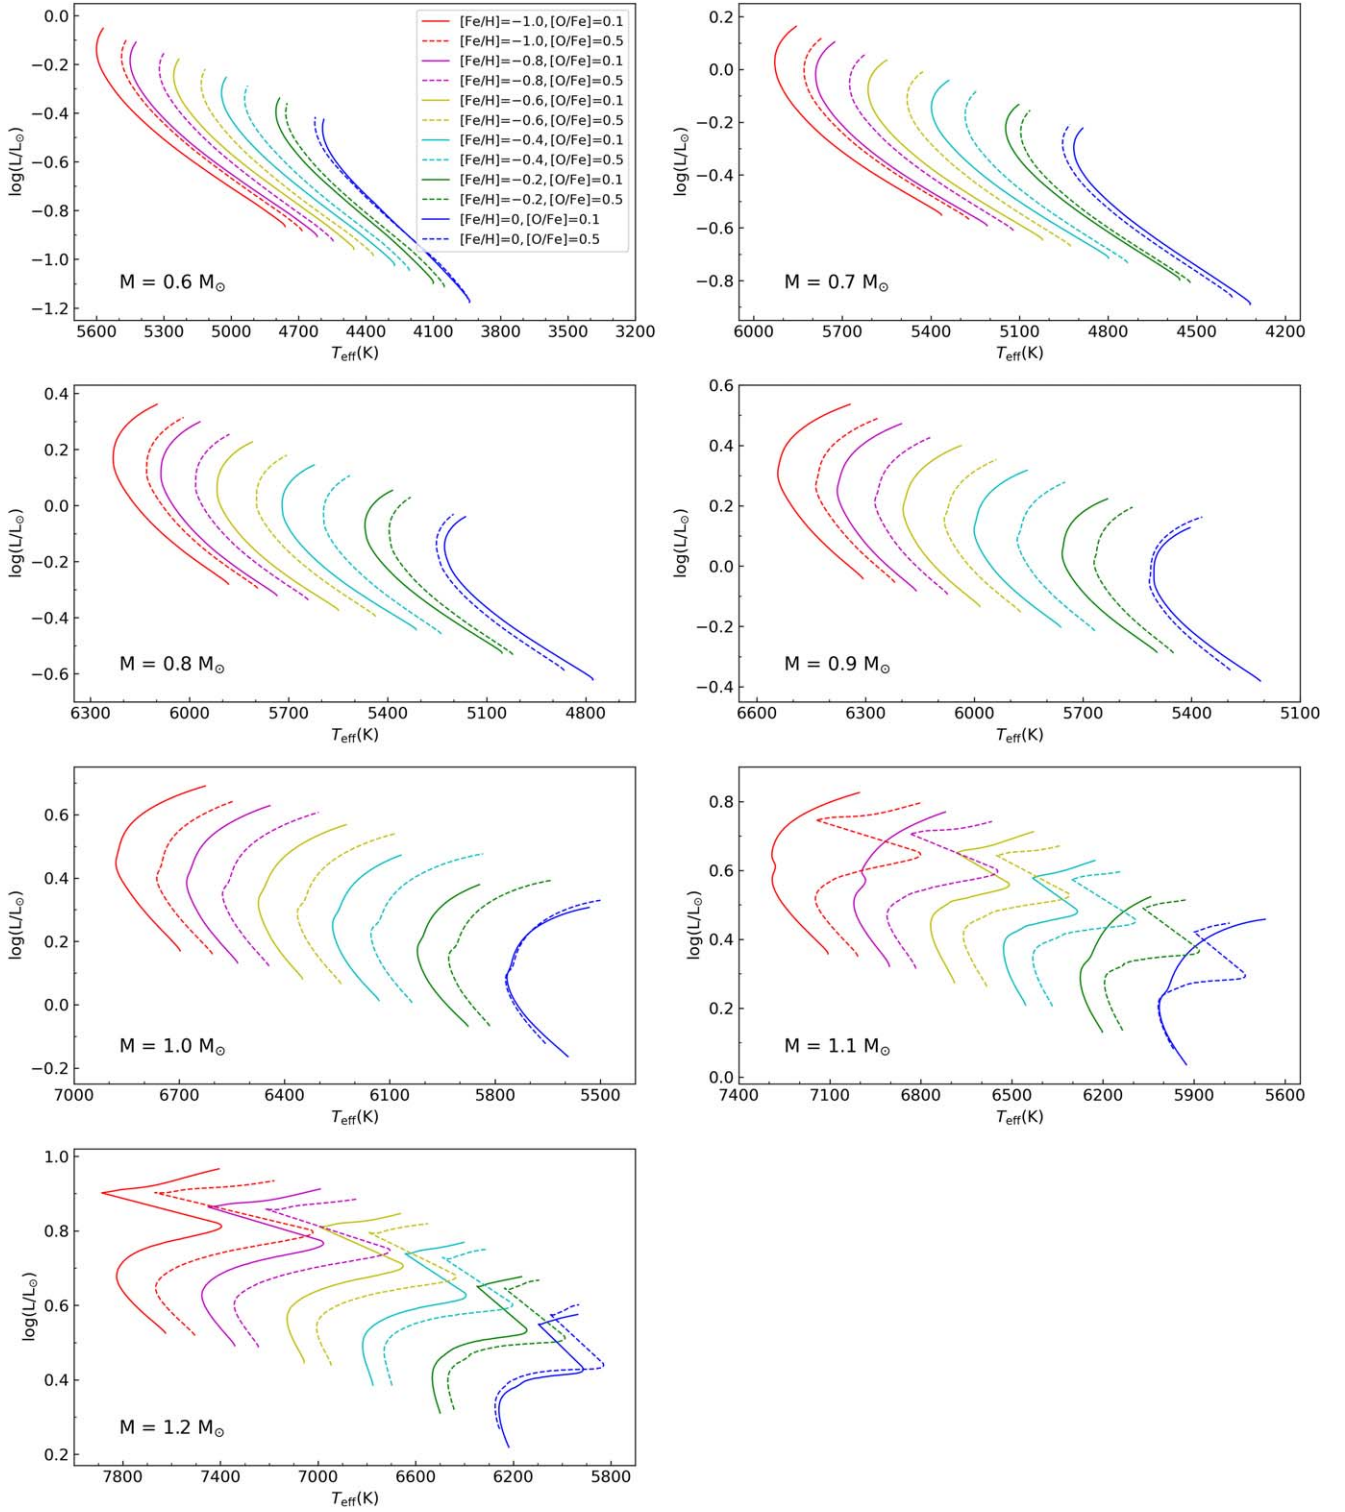 0.0
−0.2
−0.4
−0.6
−0.8
−1.0
−1.2
log(L/L⊙)
[Fe/H]=−1.0,[O/Fe]=0.1
[Fe/H]=−1.0,[O/Fe]=0.5
[Fe/H]=−0.8,[O/Fe]=0.1
[Fe/H]=−0.8,[O/Fe]=0.5
[Fe/H]=−0.6,[O/Fe]=0.1
[Fe/H]=−0.6,[O/Fe]=0.5
[Fe/H]=−0.4,[O/Fe]=0.1
[Fe/H]=−0.4,[O/Fe]=0.5
[Fe/H]=−0.2,[O/Fe]=0.1
[Fe/H]=−0.2,[O/Fe]=0.5
[Fe/H]=0,[O/Fe]=0.1
[Fe/H]=0,[O/Fe]=0.5
M = 0.6 M⊙
5600 5300 5000 4700 4400 4100 3800 3500 3200
Teff(K)
0.2
0.0
−0.2
−0.4
−0.6
−0.8
log(L/L⊙)
M = 0.7 M⊙
6000 5700 5400 5100 4800 4500 4200
Teff(K)
0.4
0.2
0.0
−0.2
−0.4
−0.6
log(L/L⊙)
M = 0.8 M⊙
6300 6000 5700 5400 5100 4800
Teff(K)
0.6
0.4
0.2
0.0
−0.2
−0.4
log(L/L⊙)
M = 0.9 M⊙
6600 6300 6000 5700 5400 5100
Teff(K)
0.6
0.4
0.2
0.0
−0.2
log(L/L⊙)
M = 1.0 M⊙
7000 6700 6400 6100 5800 5500
Teff(K)
0.8
0.6
0.4
0.2
0.0
log(L/L⊙)
M = 1.1 M⊙
7400 7100 6800 6500 6200 5900 5600
Teff(K)
1.0
0.8
0.6
0.4
0.2
log(L/L⊙)
M = 1.2 M⊙
7800 7400 7000 6600 6200 5800
Teff(K)